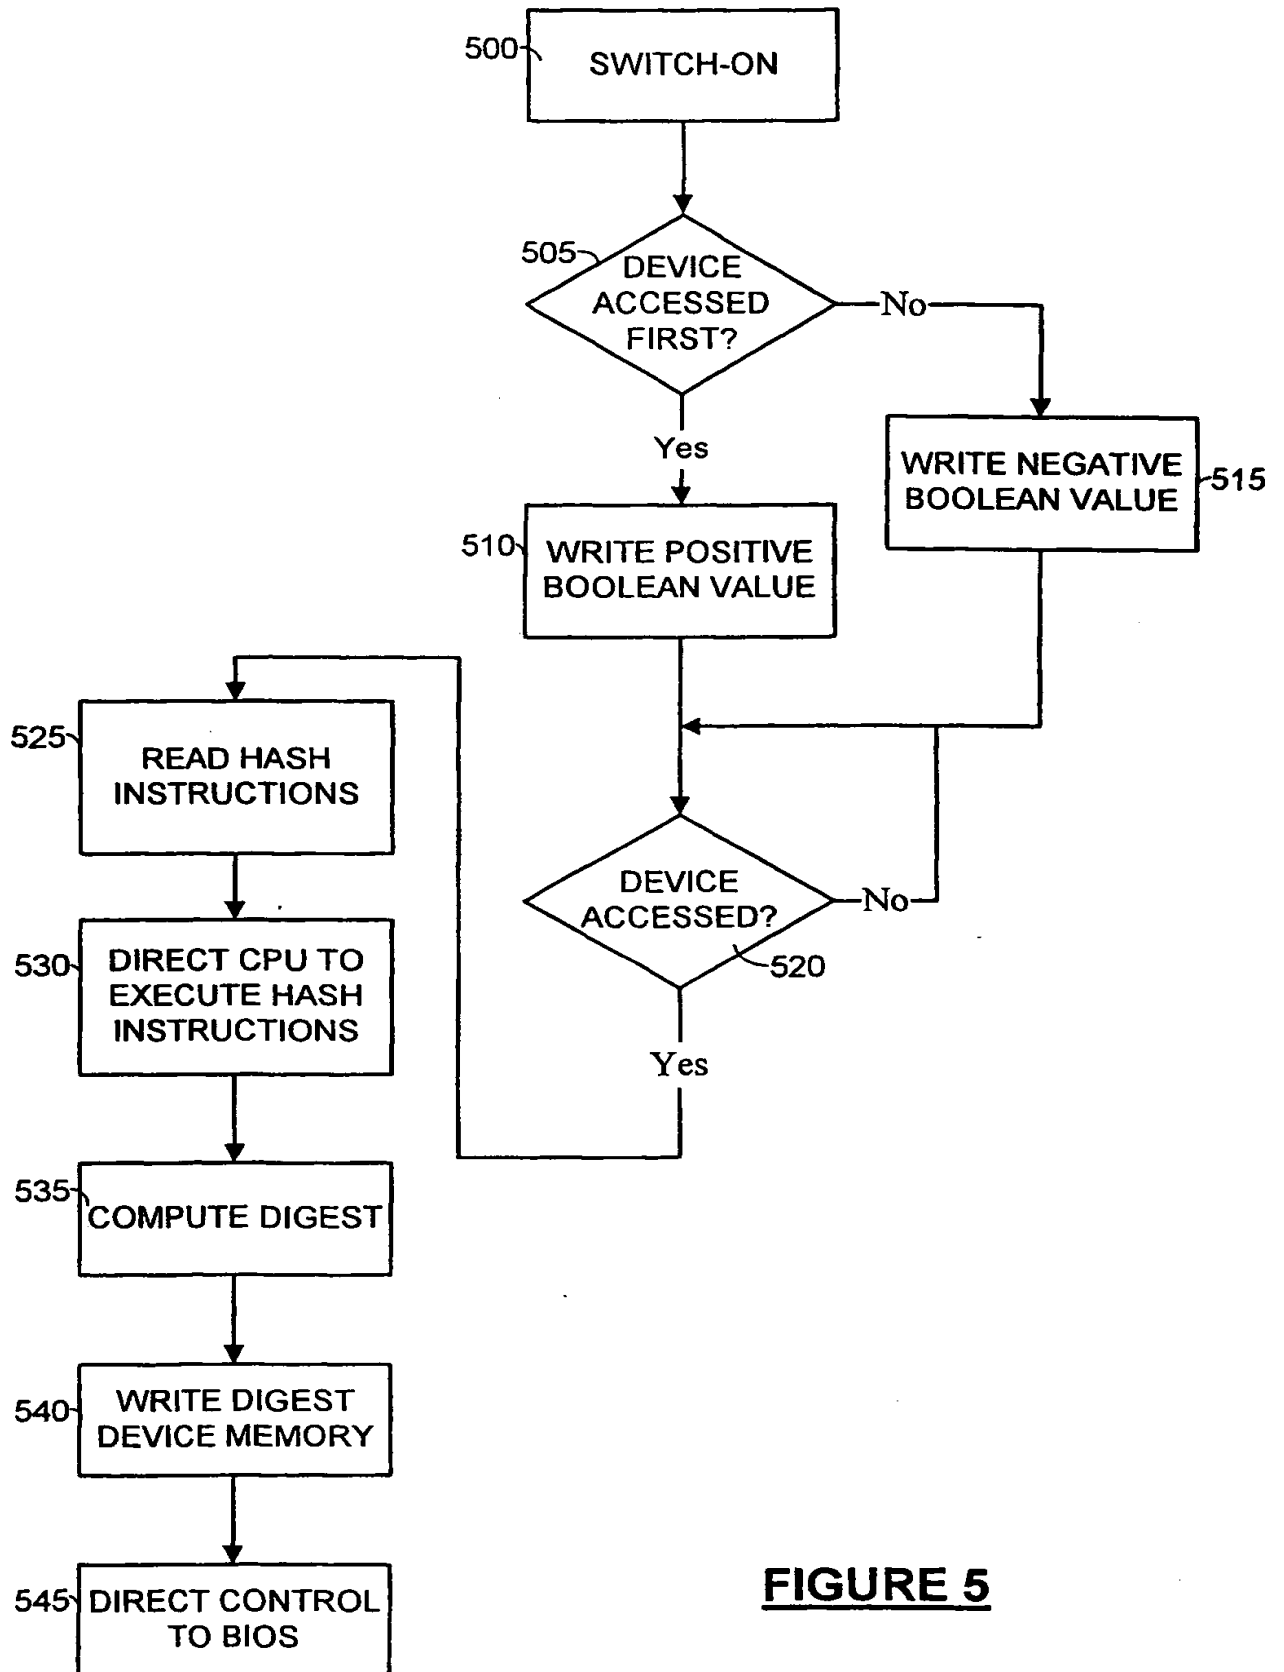 500
SWITCH-ON
505
DEVICE
ACCESSED
FIRST?
No
Yes
WRITE NEGATIVE
BOOLEAN VALUE
515
510
WRITE POSITIVE
BOOLEAN VALUE
525
READ HASH
INSTRUCTIONS
DEVICE
ACCESSED?
No
520
Yes
530
DIRECT CPU TO
EXECUTE HASH
INSTRUCTIONS
535
COMPUTE DIGEST
540
WRITE DIGEST
DEVICE MEMORY
545
DIRECT CONTROL
TO BIOS
FIGURE 5